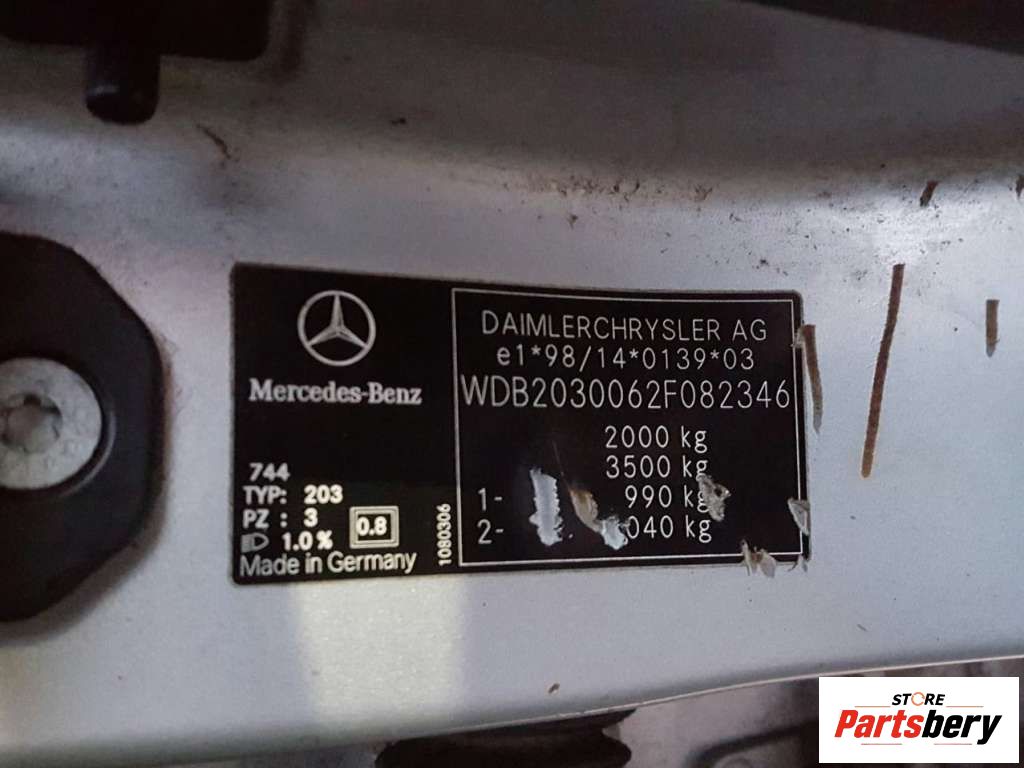 Mercedes-Benz
744
TYP: 203
PZ : 3
0.8
1.0 %
Made in Germany
1080306
DAIMLERCHRYSLER AG
e1*98/14*0139*03
WDB2030062F082346
2000 kg
3500 kg
1- 990 kg
2- 040 kg
STORE
Partsbery